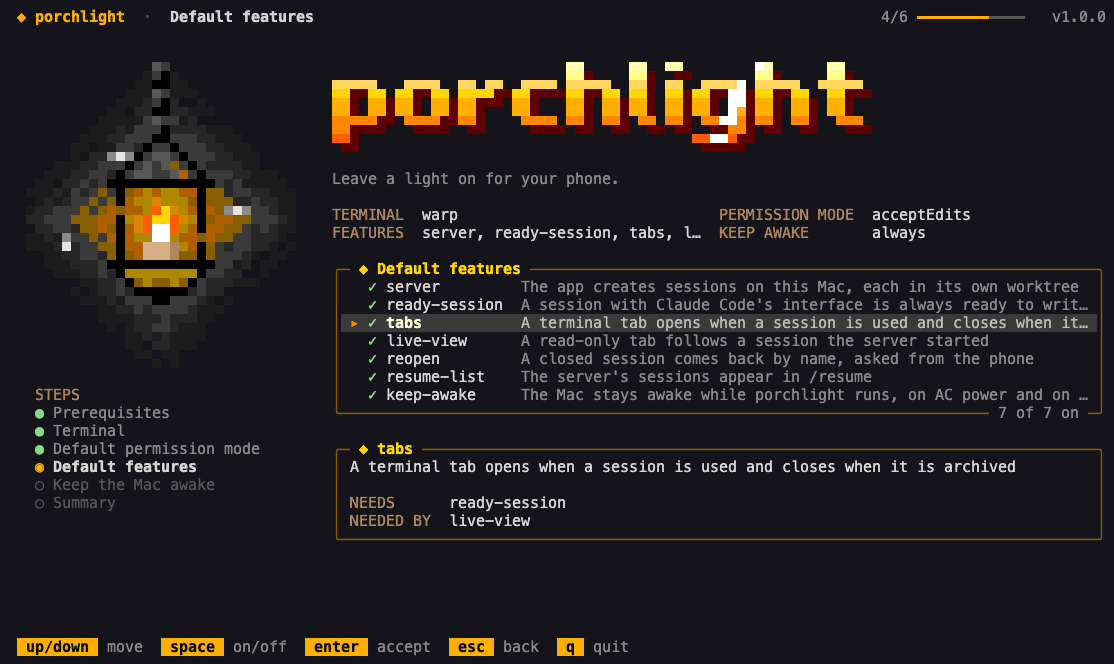 ◆ porchlight · Default features 4/6 v1.0.0
porchlight
Leave a light on for your phone.
TERMINAL warp PERMISSION MODE acceptEdits
FEATURES server, ready-session, tabs, l… KEEP AWAKE always
◆ Default features
✓ server The app creates sessions on this Mac, each in its own worktree
✓ ready-session A session with Claude Code's interface is always ready to writ…
▸ ✓ tabs A terminal tab opens when a session is used and closes when it…
✓ live-view A read-only tab follows a session the server started
✓ reopen A closed session comes back by name, asked from the phone
✓ resume-list The server's sessions appear in /resume
✓ keep-awake The Mac stays awake while porchlight runs, on AC power and on …
7 of 7 on
STEPS
● Prerequisites
● Terminal
● Default permission mode
◉ Default features
○ Keep the Mac awake
○ Summary
◆ tabs
A terminal tab opens when a session is used and closes when it is archived
NEEDS ready-session
NEEDED BY live-view
up/down move space on/off enter accept esc back q quit